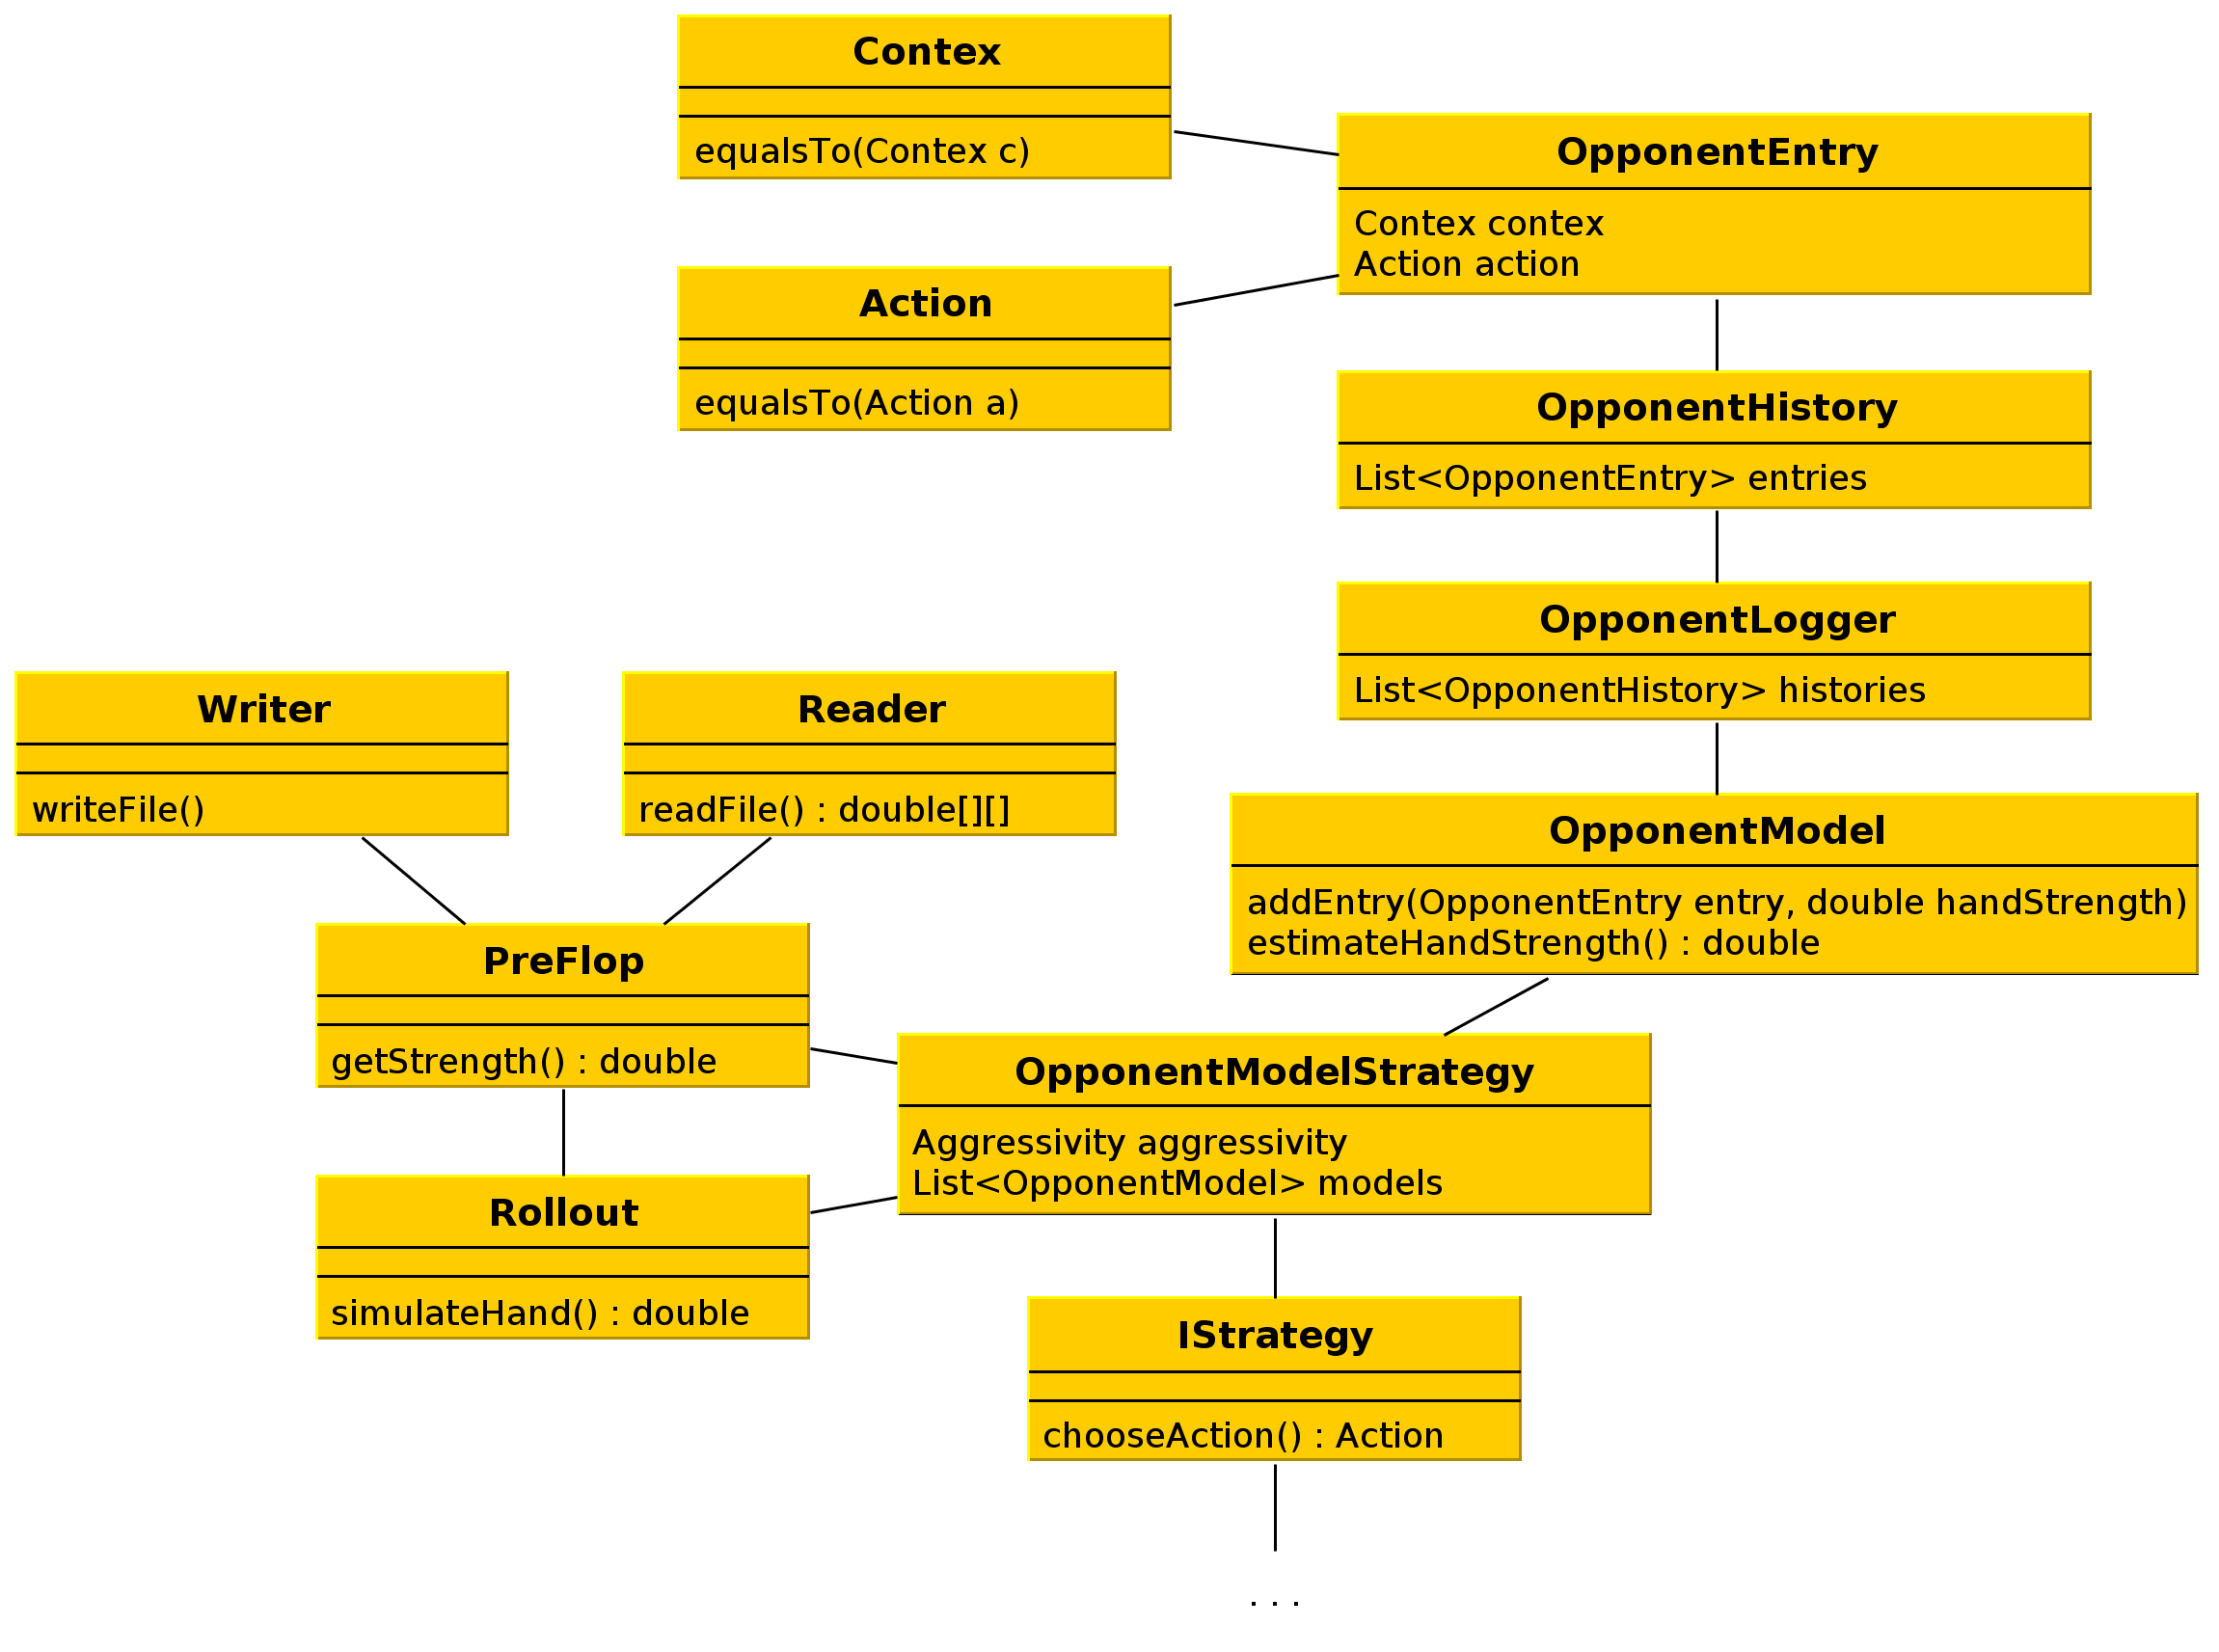 Contex
equalsTo(Contex c)
OpponentEntry
Contex contex
Action action
Action
equalsTo(Action a)
OpponentHistory
List<OpponentEntry> entries
OpponentLogger
List<OpponentHistory> histories
Writer
writeFile()
Reader
readFile() : double[][]
OpponentModel
addEntry(OpponentEntry entry, double handStrength)
estimateHandStrength() : double
PreFlop
getStrength() : double
OpponentModelStrategy
Aggressivity aggressivity
List<OpponentModel> models
Rollout
simulateHand() : double
IStrategy
chooseAction() : Action
. . .